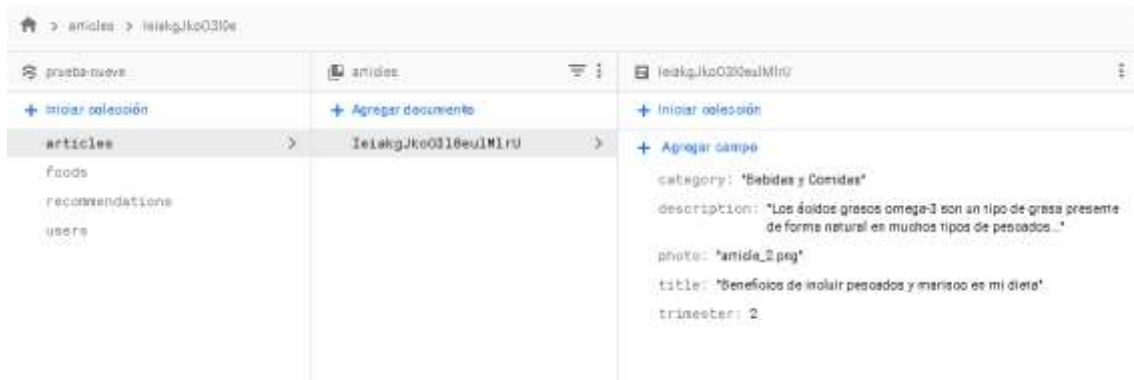 articles
prueba-nueve
articles
Iniciar colección
Agregar documento
Iniciar colección
articles
foods
recommendations
users
Agregar campo
category: "Bebidas y Comidas"
description: "Los ácidos grasos omega-3 son un tipo de grasa presente
de forma natural en muchos tipos de pescados..."
photo: "article_2.png"
title: "Beneficios de incluir pescados y marisco en mi dieta"
trimester: 2